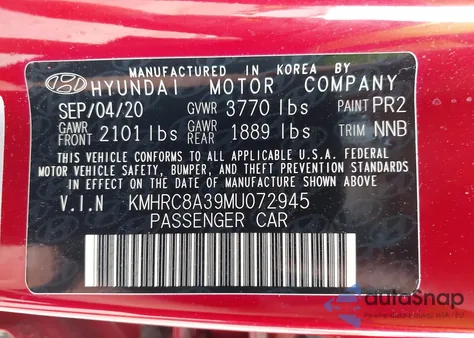 MANUFACTURED IN KOREA BY
HYUNDAI MOTOR COMPANY
SEP/04/20 GVWR 3770 lbs PAINT PR2
GAWR FRONT 2101 lbs GAWR REAR 1889 lbs TRIM NNB
THIS VEHICLE CONFORMS TO ALL APPLICABLE U.S.A. FEDERAL
MOTOR VEHICLE SAFETY, BUMPER, AND THEFT PREVENTION STANDARDS
IN EFFECT ON THE DATE OF MANUFACTURE SHOWN ABOVE.
V.I.N KMHRC8A39MU072945
PASSENGER CAR
autoSnap